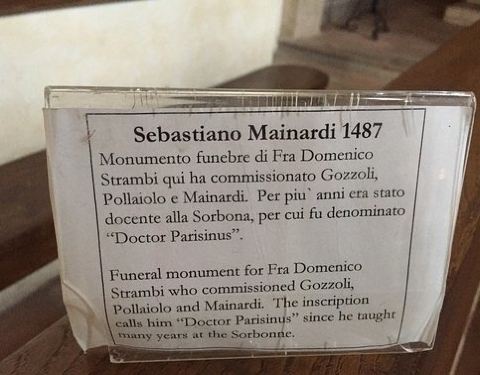 Sebastiano Mainardi 1487
Monumento funebre di Fra Domenico
Strambi qui ha commissionato Gozzoli,
Pollaiolo e Mainardi. Per piu` anni era stato
docente alla Sorbona, per cui fu denominato
“Doctor Parisinus”.
Funeral monument for Fra Domenico
Strambi who commissioned Gozzoli,
Pollaiolo and Mainardi. The inscription
calls him “Doctor Parisinus” since he taught
many years at the Sorbonne.